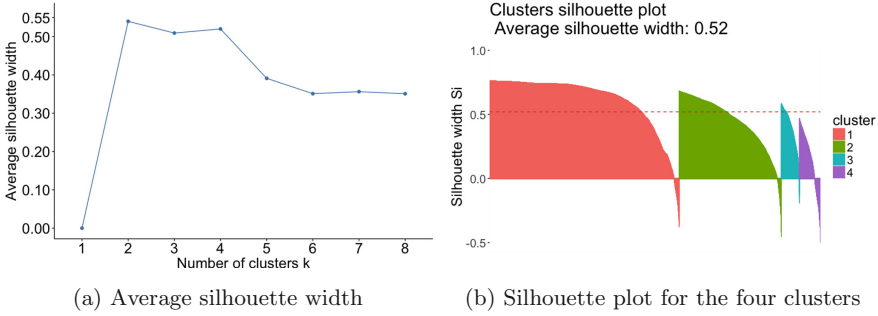 Average silhouette width
0.55
0.50
0.40
0.30
0.20
0.10
0.00
1 2 3 4 5 6 7 8
Number of clusters k
(a) Average silhouette width
Clusters silhouette plot
Average silhouette width: 0.52
Silhouette width Si
1.0
0.5
0.0
-0.5
cluster
1
2
3
4
(b) Silhouette plot for the four clusters